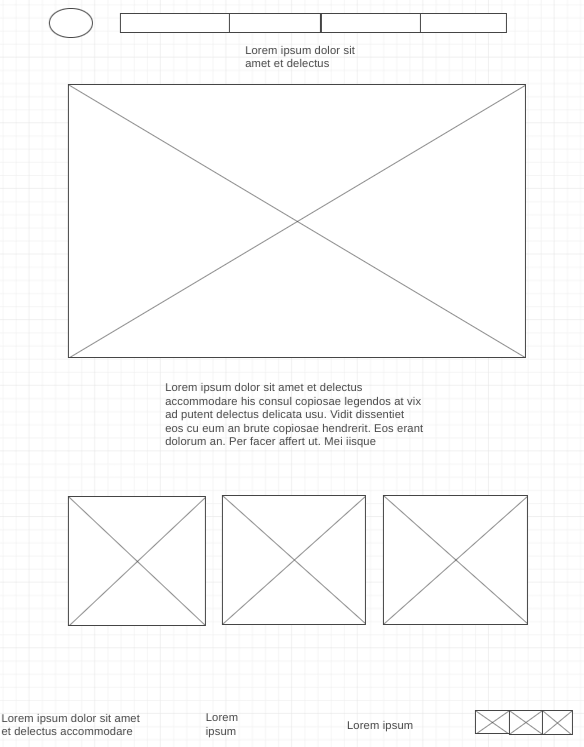 Lorem ipsum dolor sit
amet et delectus
Lorem ipsum dolor sit amet et delectus
accommodare his consul copiosae legendos at vix
ad putent delectus delicata usu. Vidit dissentiet
eos cu eum an brute copiosae hendrerit. Eos erant
dolorum an. Per facer affert ut. Mei iisque
Lorem ipsum dolor sit amet
et delectus accommodare
Lorem
ipsum
Lorem ipsum